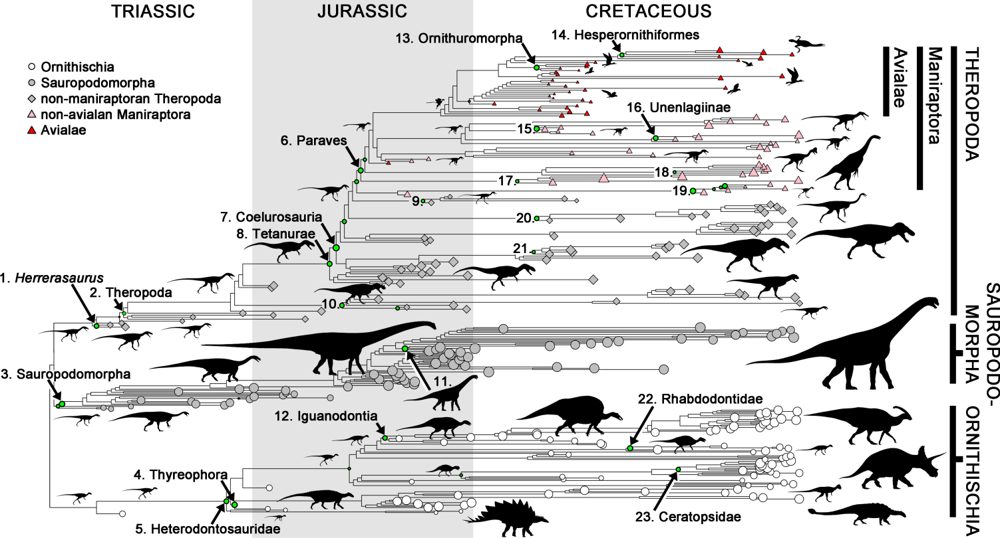 TRIASSIC
JURASSIC
CRETACEOUS
13. Ornithuromorpha
14. Hesperornithiformes
Ornithischia
Sauropodomorpha
non-maniraptoran Theropoda
non-avialan Maniraptora
Avialae
Avialae
Maniraptora
THEROPODA
16. Unenlagiinae
15.
6. Paraves
17.
18.
19.
9.
7. Coelurosauria
8. Tetanurae
20.
21.
1. Herrerasaurus
2. Theropoda
10.
SAUROPODO-
MORPHA
3. Sauropodomorpha
11.
12. Iguanodontia
22. Rhabdodontidae
ORNITHISCHIA
4. Thyreophora
5. Heterodontosauridae
23. Ceratopsidae